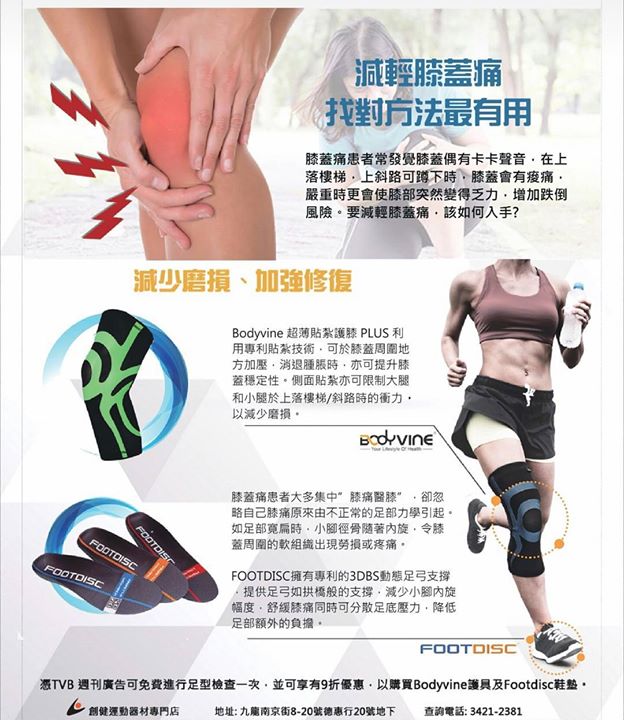 減輕膝蓋痛
找對方法最有用
膝蓋痛患者常發覺膝蓋偶有卡卡聲音，在上
落樓梯，上斜路可蹲下時，膝蓋會有痠痛，
嚴重時更會使膝部突然變得乏力，增加跌倒
風險。要減輕膝蓋痛，該如何入手?
減少磨損、加強修復
Bodyvine 超薄貼紮護膝 PLUS 利
用專利貼紮技術，可於膝蓋周圍地
方加壓，消退腫脹時，亦可提升膝
蓋穩定性。側面貼紮亦可限制大腿
和小腿於上落樓梯/斜路時的衝力，
以減少磨損。
BODYVINE
Your Lifestyle Of Health
膝蓋痛患者大多集中”膝痛醫膝”，卻忽
略自己膝痛原來由不正常的足部力學引起。
如足部寬扁時，小腳徑骨隨著內旋，令膝
蓋周圍的軟組織出現勞損或疼痛。
FOOTDISC
FOOTDISC
FOOTDISC
FOOTDISC擁有專利的3DBS動態足弓支撐
，提供足弓如拱橋般的支撐，減少小腳內旋
幅度，舒緩膝痛同時可分散足底壓力，降低
足部額外的負擔。
FOOTDISC
憑TVB 週刊廣告可免費進行足型檢查一次，並可享有9折優惠，以購買Bodyvine護具及Footdisc鞋墊。
創健運動器材專門店 地址: 九龍南京街8-20號德惠行20號地下 查詢電話: 3421-2381